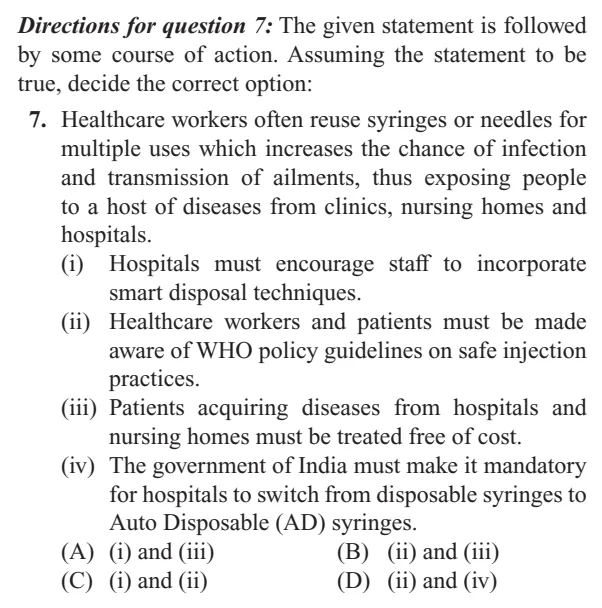 Directions for question 7: The given statement is followed
by some course of action. Assuming the statement to be
true, decide the correct option:
7. Healthcare workers often reuse syringes or needles for
multiple uses which increases the chance of infection
and transmission of ailments, thus exposing people
to a host of diseases from clinics, nursing homes and
hospitals.
(i) Hospitals must encourage staff to incorporate
smart disposal techniques.
(ii) Healthcare workers and patients must be made
aware of WHO policy guidelines on safe injection
practices.
(iii) Patients acquiring diseases from hospitals and
nursing homes must be treated free of cost.
(iv) The government of India must make it mandatory
for hospitals to switch from disposable syringes to
Auto Disposable (AD) syringes.
(A) (i) and (iii) (B) (ii) and (iii)
(C) (i) and (ii) (D) (ii) and (iv)